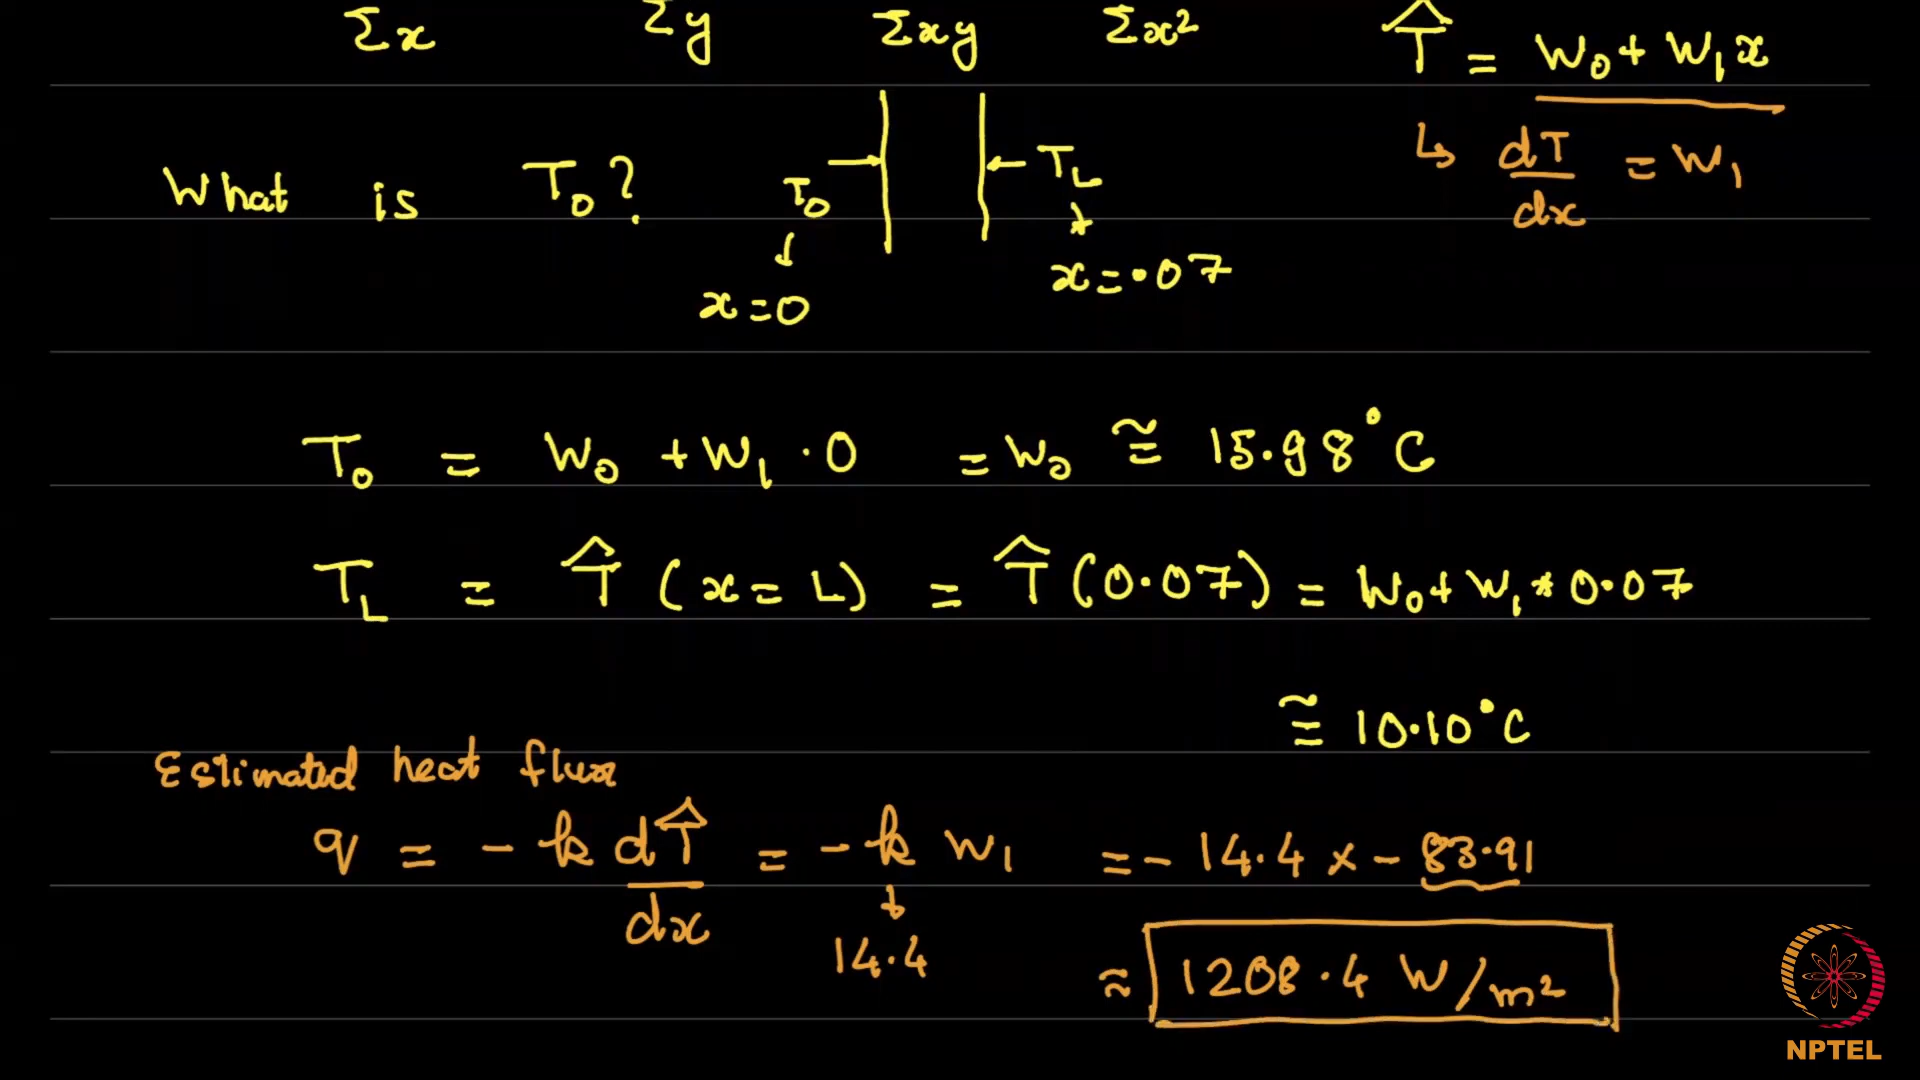 Σx Σy Σxy Σx² T̂ = W₀ + W₁x
↳ dT/dx = W₁
What is T₀? T₀ → ← T_L
↓ ↓
x = 0 x = .07
T₀ = W₀ + W₁ · 0 = W₀ ≅ 15.98°C
T_L = T̂ (x = L) = T̂ (0.07) = W₀ + W₁ * 0.07
≅ 10.10°C
Estimated heat flux
q = - k dT̂/dx = - k W₁ = - 14.4 x - 83.91
↓
14.4
≈ 1208.4 W/m²
NPTEL